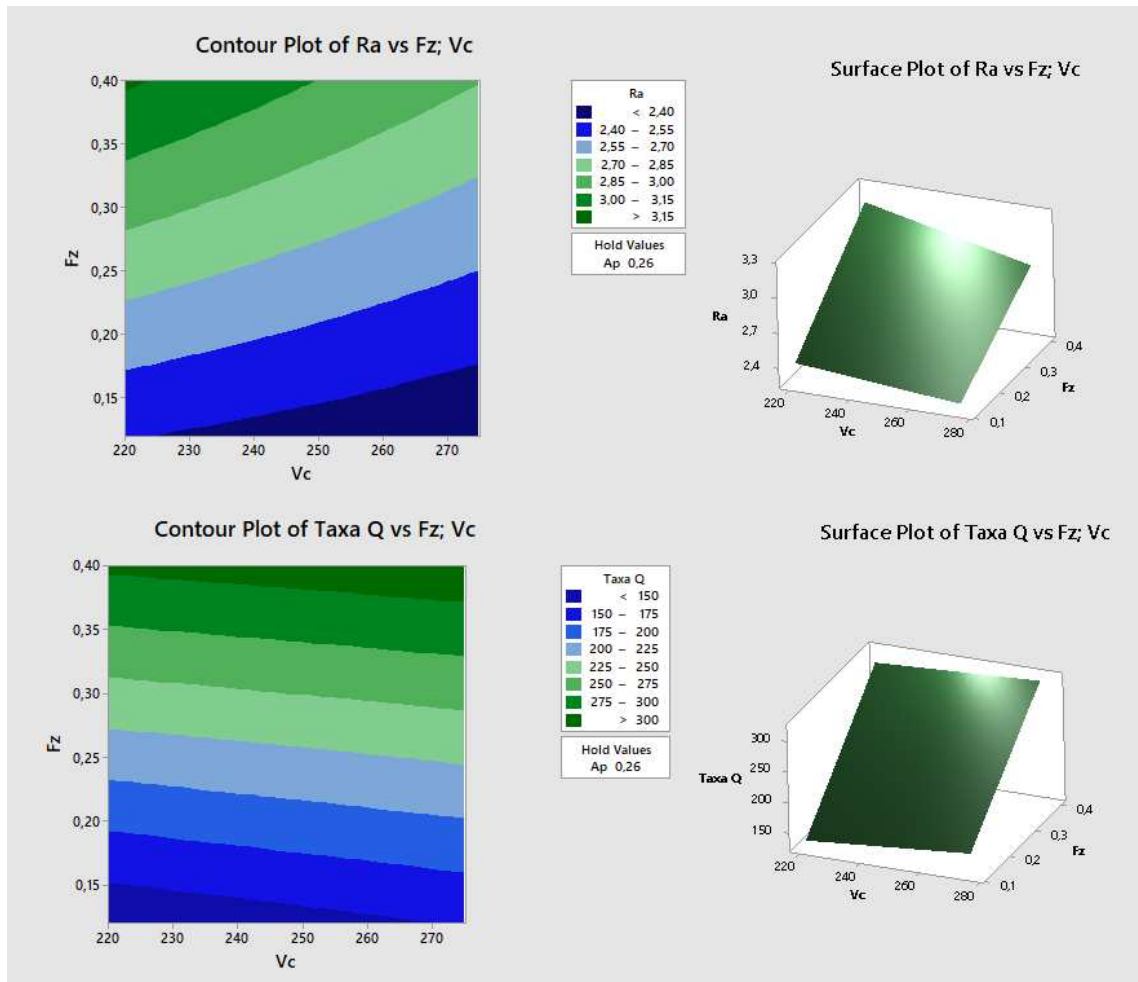 Contour Plot of Ra vs Fz; Vc
0,40
0,35
0,30
0,25
0,20
0,15
Fz
220 230 240 250 260 270
Vc
Ra
< 2,40
2,40 – 2,55
2,55 – 2,70
2,70 – 2,85
2,85 – 3,00
3,00 – 3,15
> 3,15
Hold Values
Ap 0,26
Surface Plot of Ra vs Fz; Vc
3,3
3,0
2,7
2,4
Ra
220
240
260
280
Vc
0,1
0,2
0,3
0,4
Fz
Contour Plot of Taxa Q vs Fz; Vc
0,40
0,35
0,30
0,25
0,20
0,15
Fz
220 230 240 250 260 270
Vc
Taxa Q
< 150
150 – 175
175 – 200
200 – 225
225 – 250
250 – 275
275 – 300
> 300
Hold Values
Ap 0,26
Surface Plot of Taxa Q vs Fz; Vc
300
250
200
150
Taxa Q
220
240
260
280
Vc
0,1
0,2
0,3
0,4
Fz